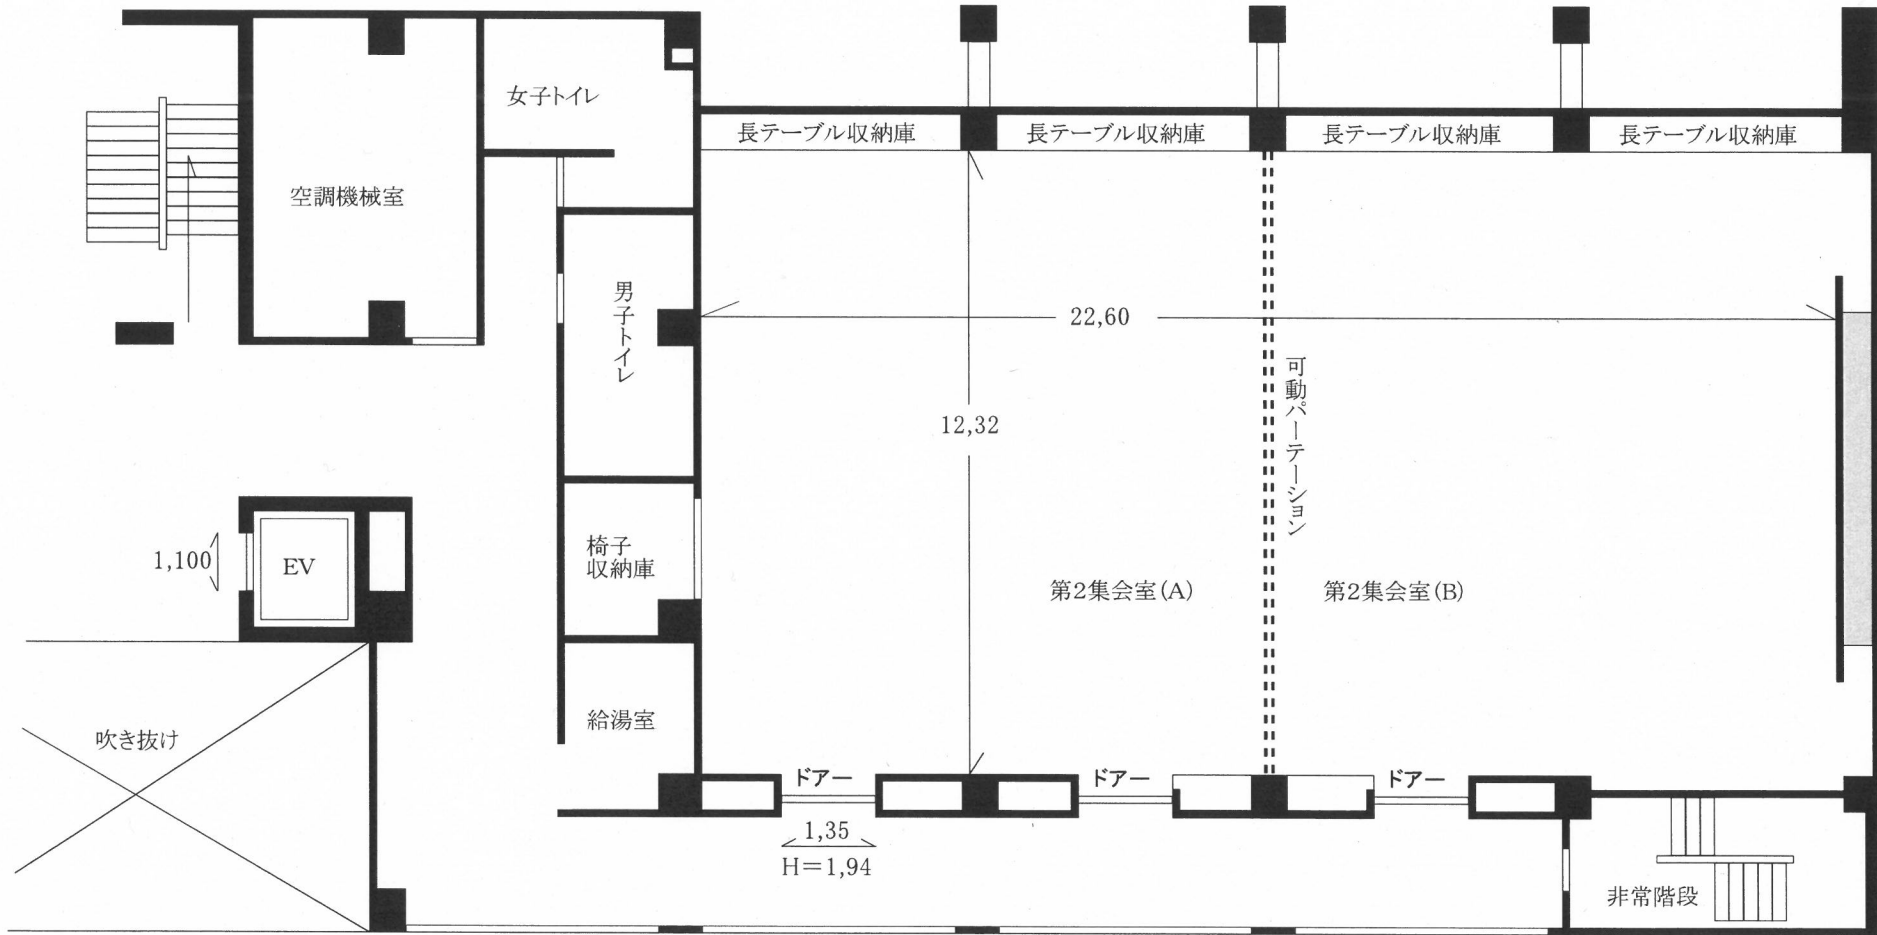 女子トイレ
長テーブル収納庫
長テーブル収納庫
長テーブル収納庫
長テーブル収納庫
空調機械室
男子トイレ
22,60
可動パーテーション
12,32
1,100
EV
椅子
収納庫
第2集会室(A)
第2集会室(B)
給湯室
吹き抜け
ドアー
ドアー
ドアー
1,35
H=1,94
非常階段